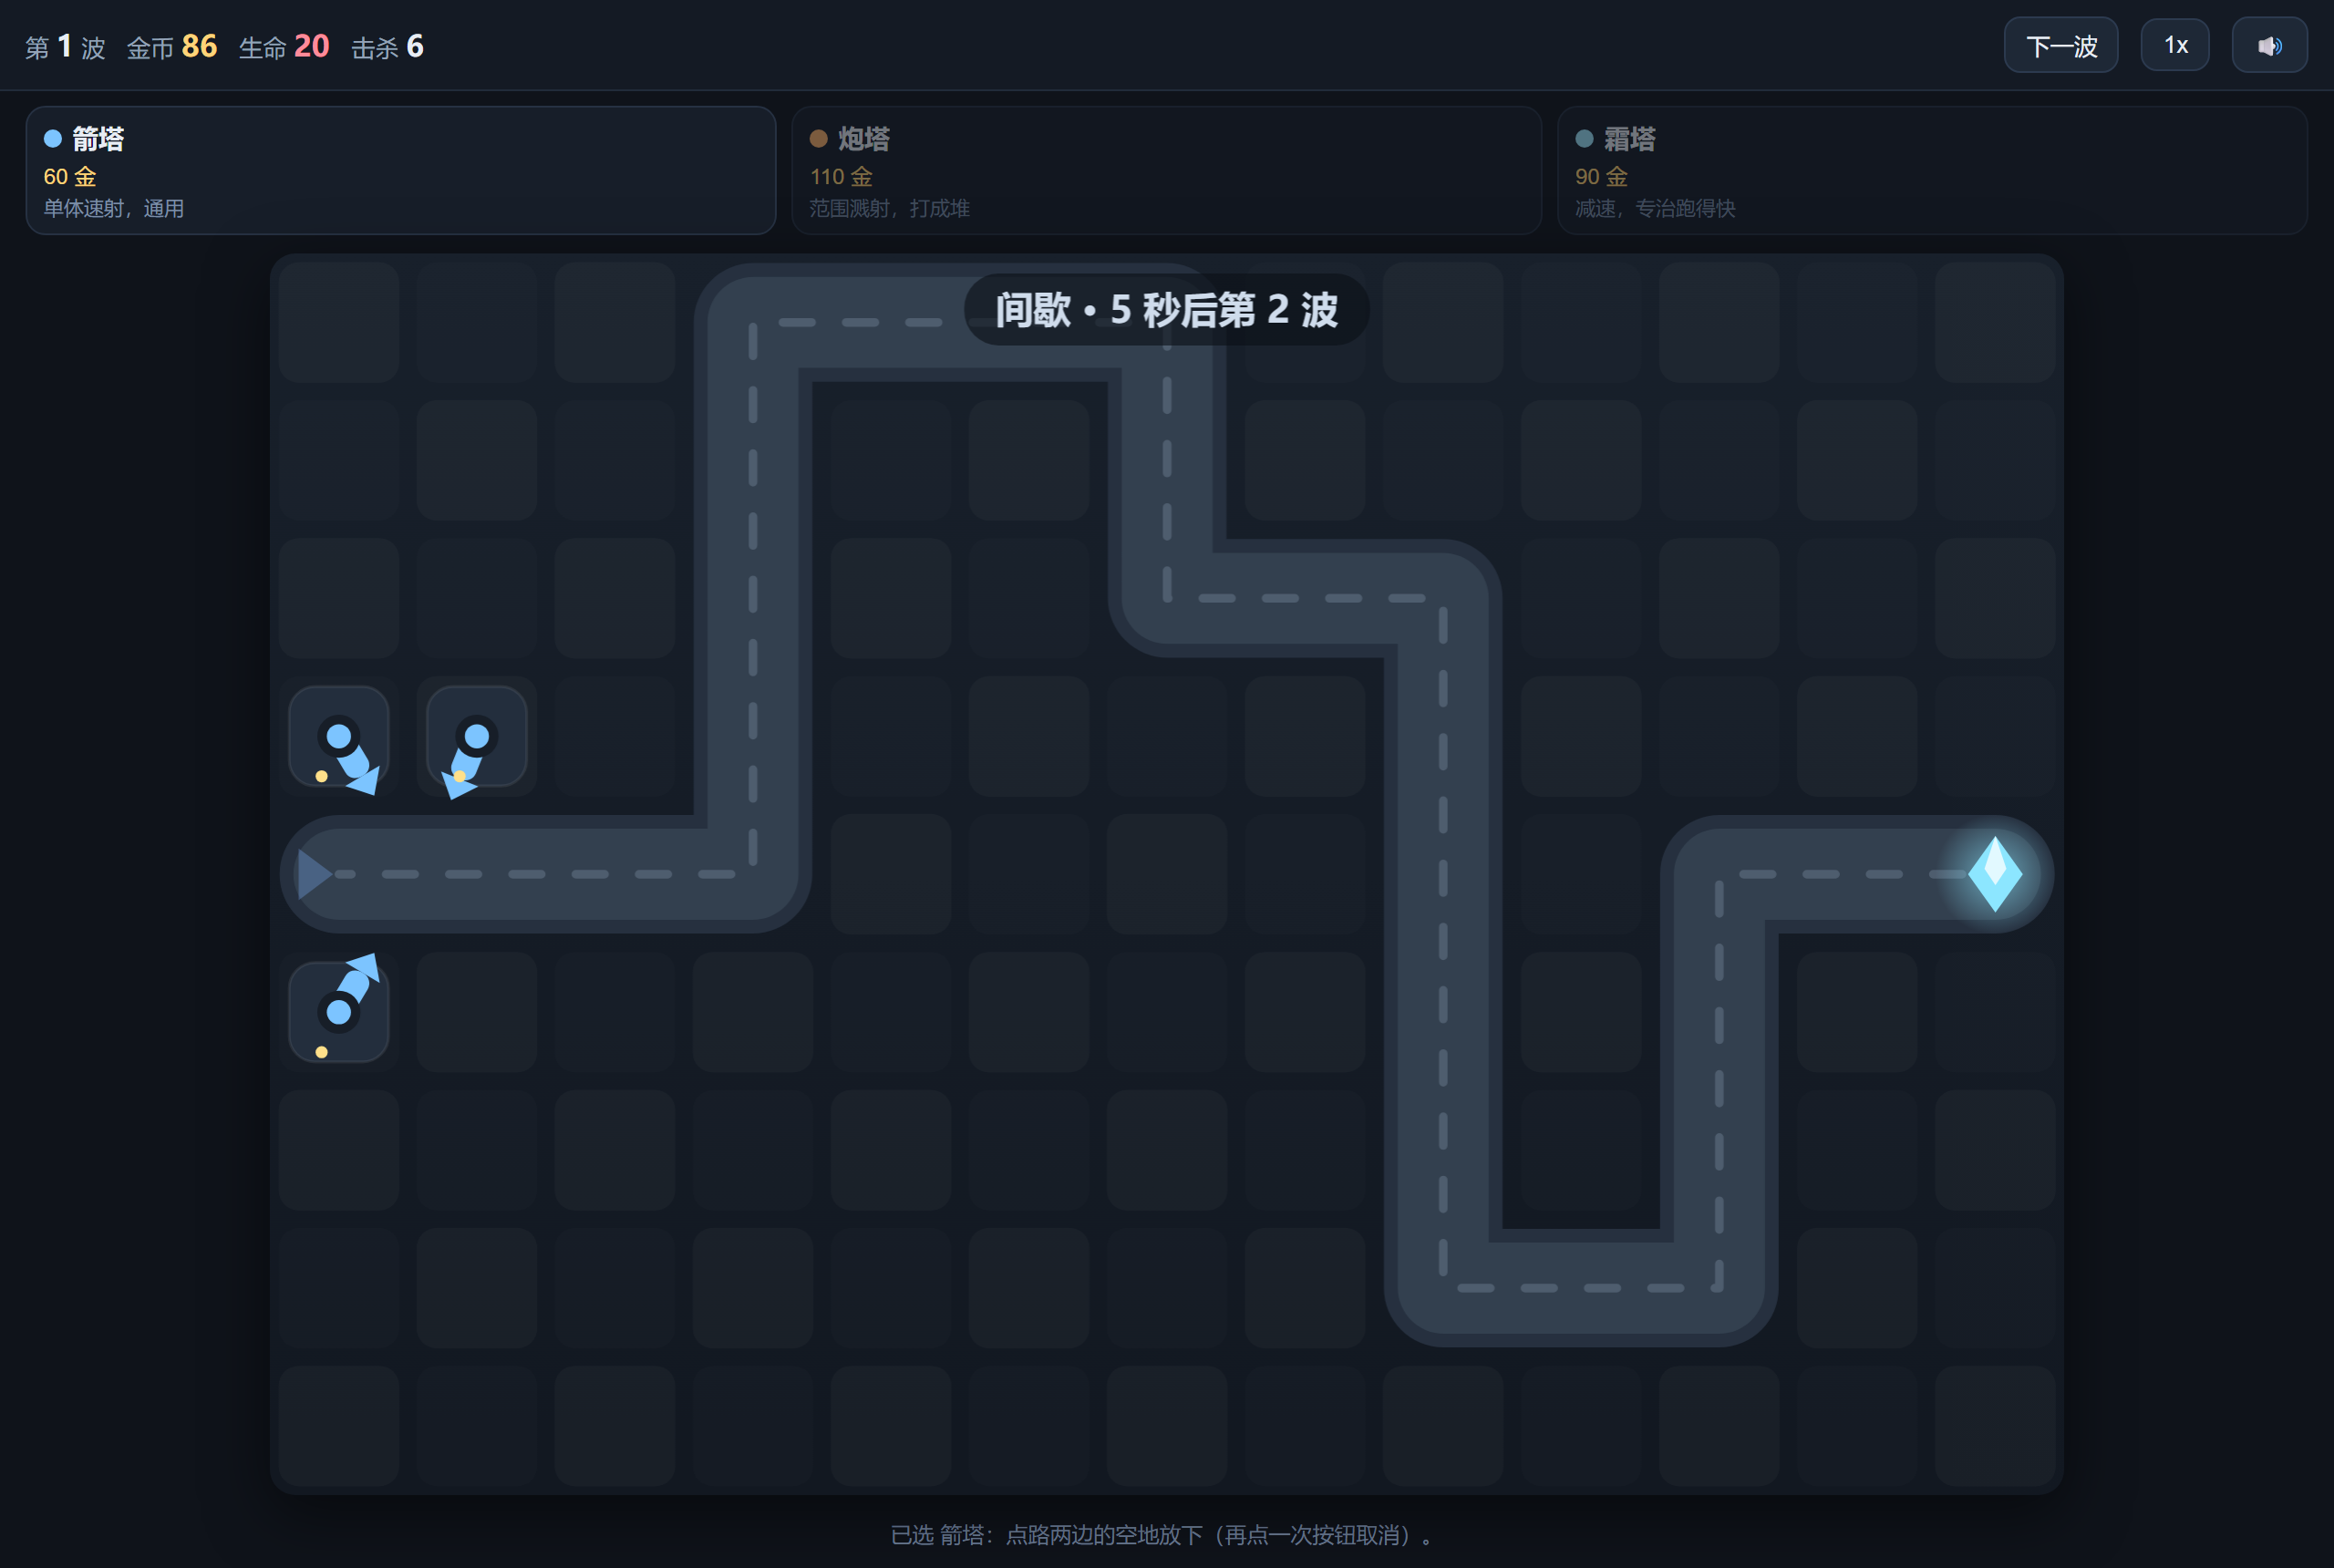 第 1 波 金币 86 生命 20 击杀 6
下一波 1x
箭塔
60 金
单体速射，通用
炮塔
110 金
范围溅射，打成堆
霜塔
90 金
减速，专治跑得快
间歇 · 5 秒后第 2 波
已选 箭塔：点路两边的空地放下（再点一次按钮取消）。